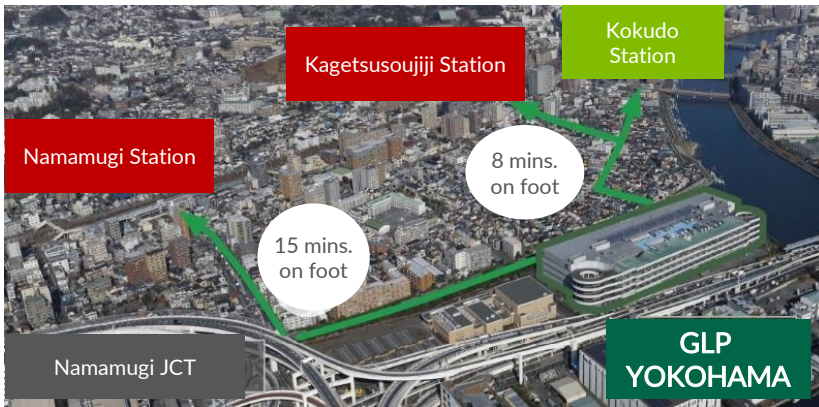 Kokudo
Station
Kagetsusoujiji Station
Namamugi Station
8 mins.
on foot
15 mins.
on foot
Namamugi JCT
GLP
YOKOHAMA